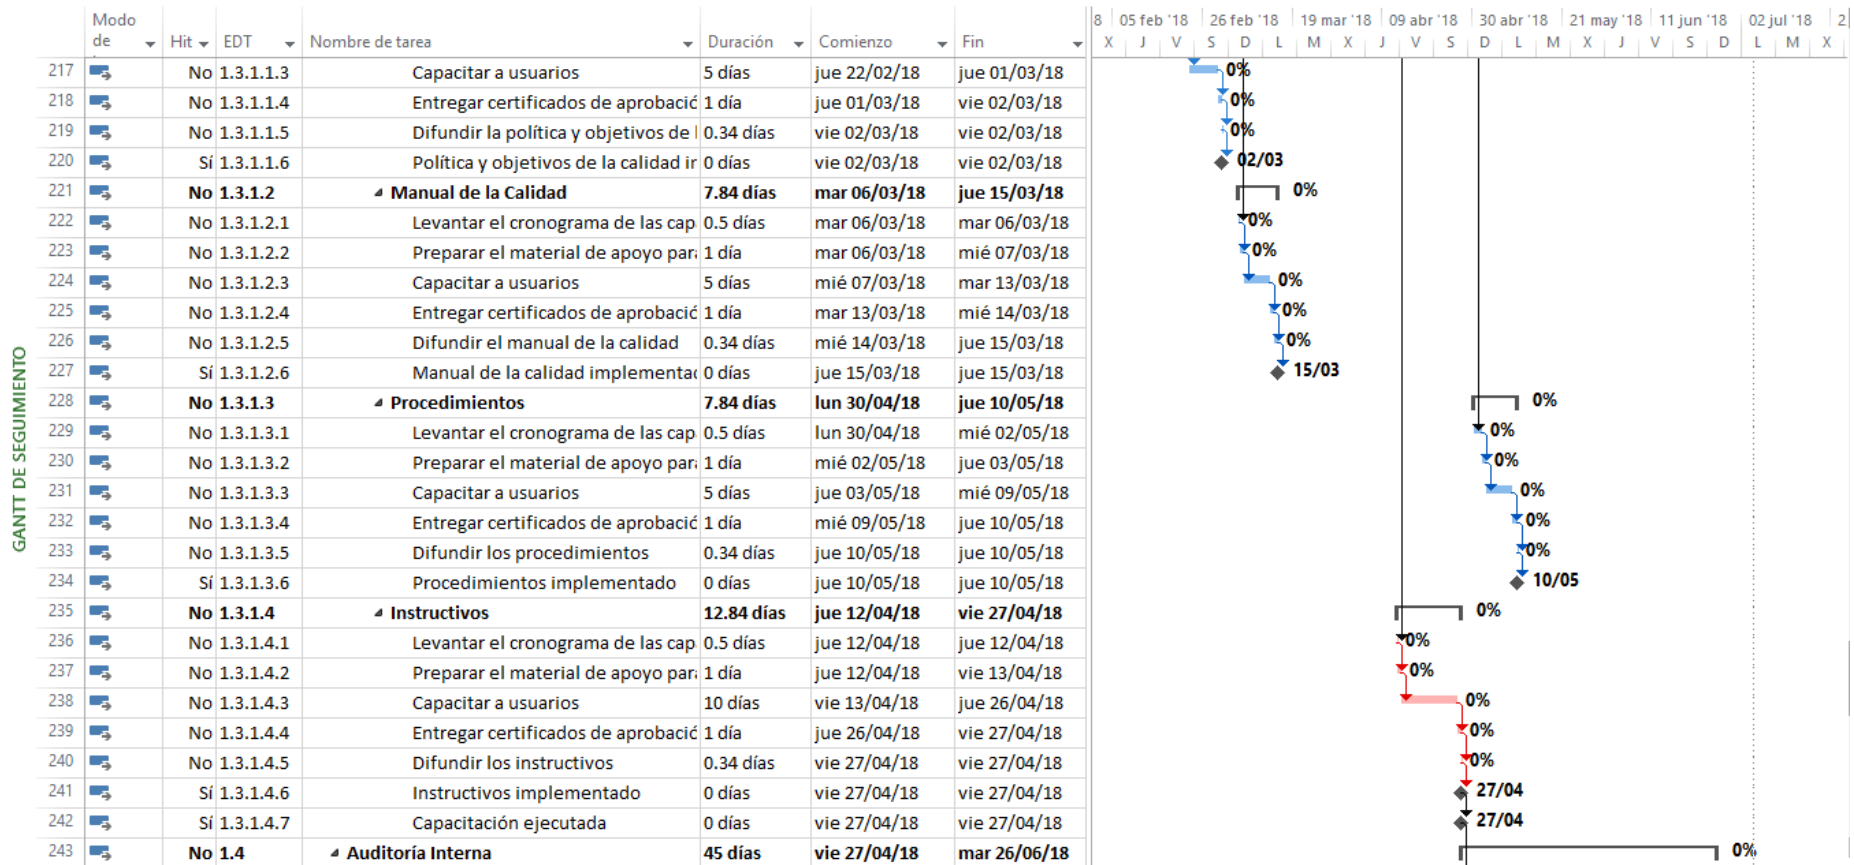 Modo de
Hit EDT Nombre de tarea Duración Comienzo Fin
8 05 feb '18 26 feb '18 19 mar '18 09 abr '18 30 abr '18 21 may '18 11 jun '18 02 jul '18 2
X J V S D L M X J V S D L M X J V S D L M X
217 No 1.3.1.1.3 Capacitar a usuarios 5 días jue 22/02/18 jue 01/03/18 0%
218 No 1.3.1.1.4 Entregar certificados de aprobació 1 día jue 01/03/18 vie 02/03/18 0%
219 No 1.3.1.1.5 Difundir la política y objetivos de l 0.34 días vie 02/03/18 vie 02/03/18 0%
220 Sí 1.3.1.1.6 Política y objetivos de la calidad ir 0 días vie 02/03/18 vie 02/03/18 02/03
221 No 1.3.1.2 Manual de la Calidad 7.84 días mar 06/03/18 jue 15/03/18 0%
222 No 1.3.1.2.1 Levantar el cronograma de las cap 0.5 días mar 06/03/18 mar 06/03/18 0%
223 No 1.3.1.2.2 Preparar el material de apoyo para 1 día mar 06/03/18 mié 07/03/18 0%
224 No 1.3.1.2.3 Capacitar a usuarios 5 días mié 07/03/18 mar 13/03/18 0%
225 No 1.3.1.2.4 Entregar certificados de aprobació 1 día mar 13/03/18 mié 14/03/18 0%
226 No 1.3.1.2.5 Difundir el manual de la calidad 0.34 días mié 14/03/18 jue 15/03/18 0%
227 Sí 1.3.1.2.6 Manual de la calidad implementac 0 días jue 15/03/18 jue 15/03/18 15/03
228 No 1.3.1.3 Procedimientos 7.84 días lun 30/04/18 jue 10/05/18 0%
229 No 1.3.1.3.1 Levantar el cronograma de las cap 0.5 días lun 30/04/18 mié 02/05/18 0%
230 No 1.3.1.3.2 Preparar el material de apoyo para 1 día mié 02/05/18 jue 03/05/18 0%
231 No 1.3.1.3.3 Capacitar a usuarios 5 días jue 03/05/18 mié 09/05/18 0%
232 No 1.3.1.3.4 Entregar certificados de aprobació 1 día mié 09/05/18 jue 10/05/18 0%
233 No 1.3.1.3.5 Difundir los procedimientos 0.34 días jue 10/05/18 jue 10/05/18 0%
234 Sí 1.3.1.3.6 Procedimientos implementado 0 días jue 10/05/18 jue 10/05/18 10/05
235 No 1.3.1.4 Instructivos 12.84 días jue 12/04/18 vie 27/04/18 0%
236 No 1.3.1.4.1 Levantar el cronograma de las cap 0.5 días jue 12/04/18 jue 12/04/18 0%
237 No 1.3.1.4.2 Preparar el material de apoyo para 1 día jue 12/04/18 vie 13/04/18 0%
238 No 1.3.1.4.3 Capacitar a usuarios 10 días vie 13/04/18 jue 26/04/18 0%
239 No 1.3.1.4.4 Entregar certificados de aprobació 1 día jue 26/04/18 vie 27/04/18 0%
240 No 1.3.1.4.5 Difundir los instructivos 0.34 días vie 27/04/18 vie 27/04/18 0%
241 Sí 1.3.1.4.6 Instructivos implementado 0 días vie 27/04/18 vie 27/04/18 27/04
242 Sí 1.3.1.4.7 Capacitación ejecutada 0 días vie 27/04/18 vie 27/04/18 27/04
243 No 1.4 Auditoría Interna 45 días vie 27/04/18 mar 26/06/18 0%
GANTT DE SEGUIMIENTO